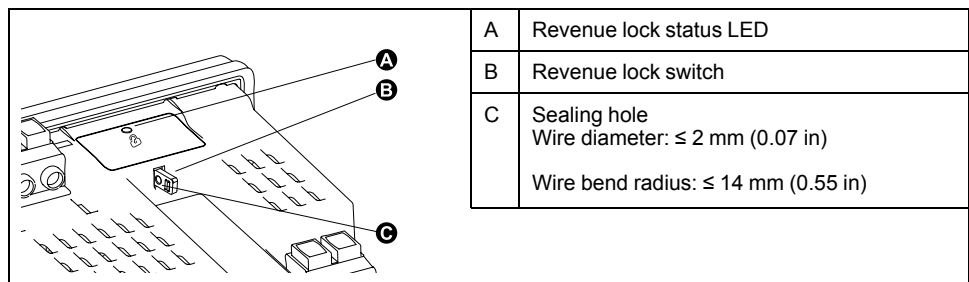 A
B
C
A Revenue lock status LED
B Revenue lock switch
C Sealing hole
Wire diameter: ≤ 2 mm (0.07 in)
Wire bend radius: ≤ 14 mm (0.55 in)